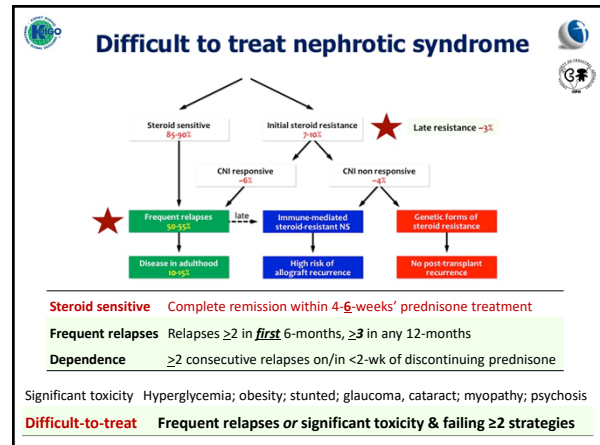 KDIGO
Difficult to treat nephrotic syndrome
Steroid sensitive
85-90%
Initial steroid resistance
7-10%
Late resistance ~3%
CNI responsive
~6%
CNI non responsive
~4%
Frequent relapses
50-55%
late
Immune-mediated
steroid-resistant NS
Genetic forms of
steroid resistance
Disease in adulthood
10-15%
High risk of
allograft recurrence
No post-transplant
recurrence
Steroid sensitive Complete remission within 4-6-weeks' prednisone treatment
Frequent relapses Relapses ≥2 in first 6-months, ≥3 in any 12-months
Dependence ≥2 consecutive relapses on/in <2-wk of discontinuing prednisone
Significant toxicity Hyperglycemia; obesity; stunted; glaucoma, cataract; myopathy; psychosis
Difficult-to-treat Frequent relapses or significant toxicity & failing ≥2 strategies